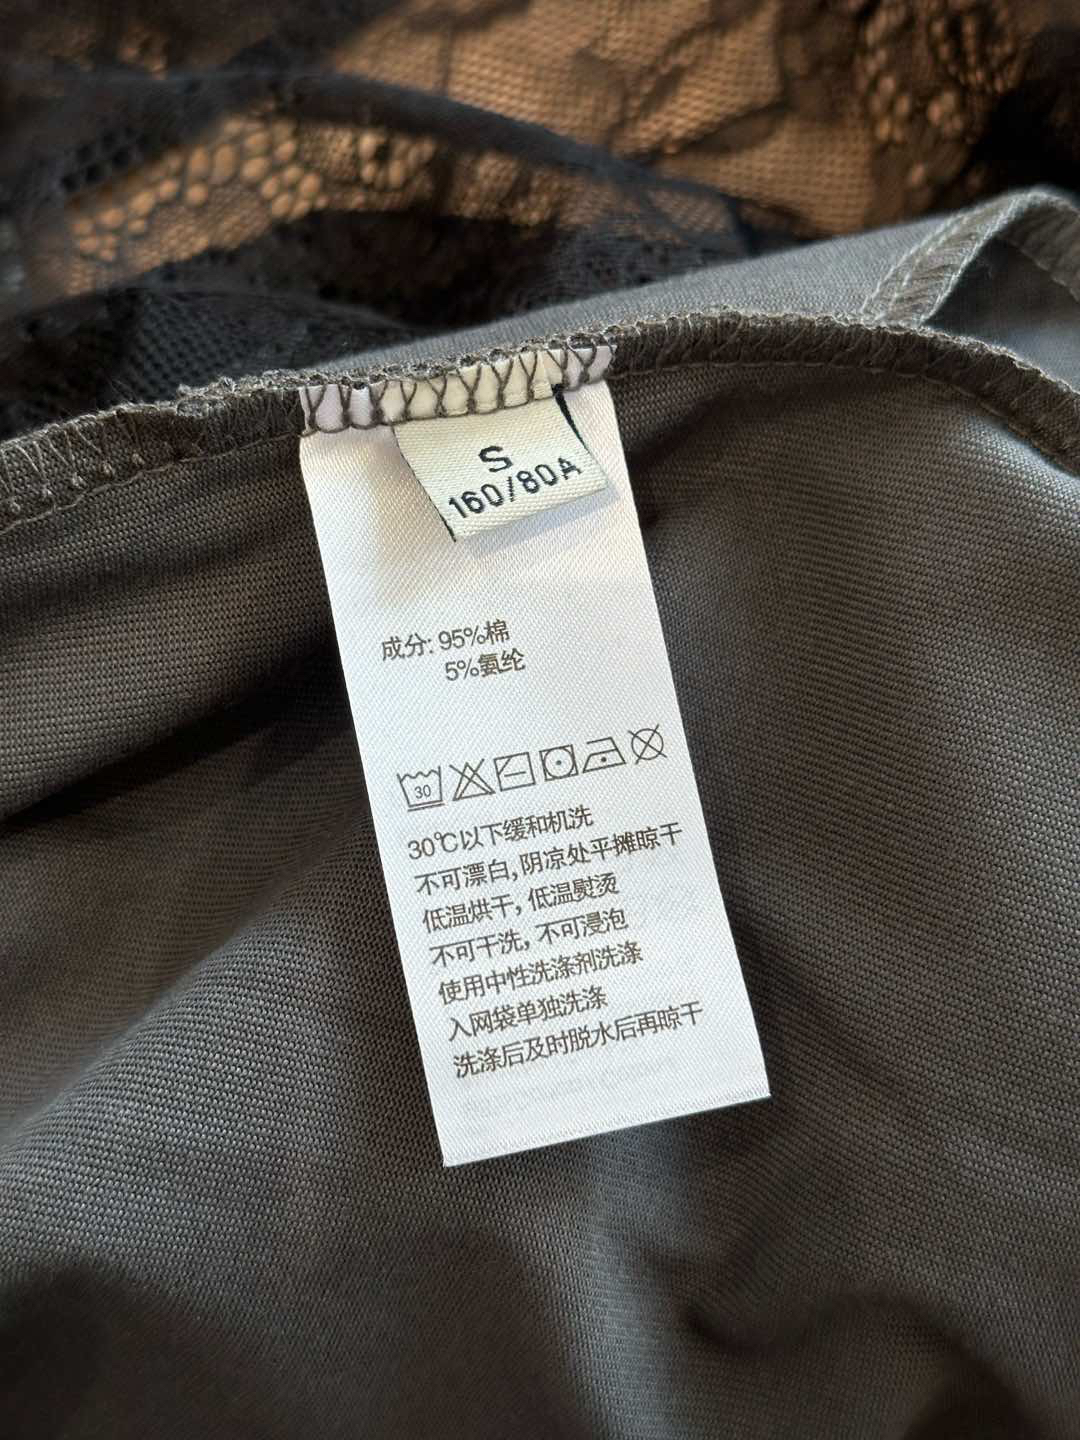 S
160/80A
成分: 95%棉
5%氨纶
30
30℃以下缓和机洗
不可漂白, 阴凉处平摊晾干
低温烘干, 低温熨烫
不可干洗, 不可浸泡
使用中性洗涤剂洗涤
入网袋单独洗涤
洗涤后及时脱水后再晾干